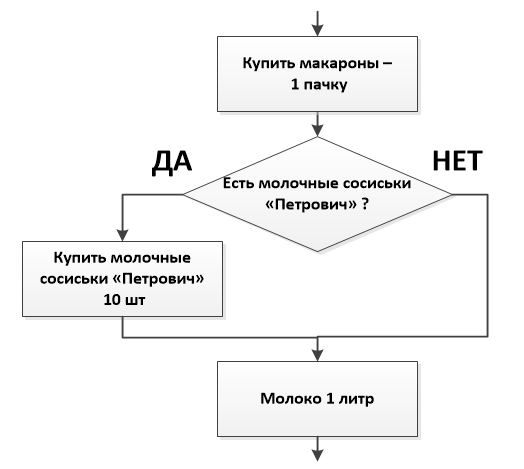 Купить макароны –
1 пачку
ДА
НЕТ
Есть молочные сосиськи
«Петрович» ?
Купить молочные
сосиськи «Петрович»
10 шт
Молоко 1 литр